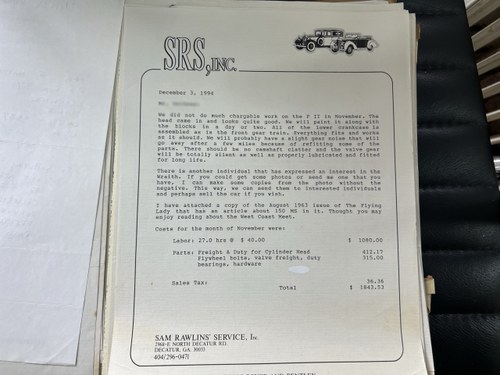 SRS, INC.
December 3, 1994
Mr.
We did not do much chargable work on the P II in November. The
head came in and looks quite good. We will paint it along with
the blocks in a day or two. All of the lower crankcase is
assembled as is the front gear train. Everything fits and works
as it should. We will probably have a slight gear noise that will
go away after a few miles because of refitting some of the
parts. There should be no camshaft clatter and the valve gear
will be totally silent as well as properly lubricated and fitted
for long life.
There is another individual that has expressed an interest in the
Wraith. If you could get some photos or send me one that you
have, I can make some copies from the photo without the
negative. This way, we can send them to interested individuals
and perhaps sell the car if you wish.
I have attached a copy of the August 1963 issue of The Flying
Lady that has an article about 150 MS in it. Thought you may
enjoy reading about the West Coast Meet.
Costs for the month of November were:
Labor: 27.0 hrs @ $ 40.00 $ 1080.00
Parts: Freight & Duty for Cylinder Head 412.17
Flywheel bolts, valve freight, duty 315.00
bearings, hardware
Sales Tax: 36.36
Total $ 1843.53
SAM RAWLINS' SERVICE, Inc.
2968-E NORTH DECATUR RD.
DECATUR, GA. 30033
404/296-0471